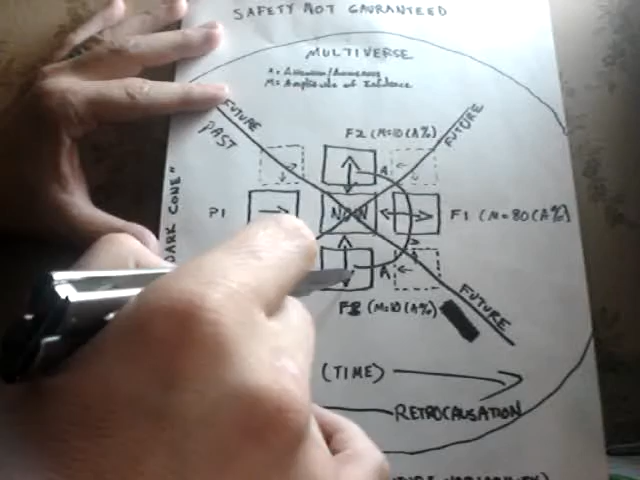 SAFETY NOT GAURANTEED
MULTIVERSE
A = Attention/Awareness
M = Amplitude of Incidence
FUTURE
PAST
FUTURE
F2 (M=10 (A%)
A
"DARK CONE"
P1
NOW
F1 (M=80 (A%)
A
F3 (M=10 (A%)
FUTURE
(TIME)
RETROCAUSATION